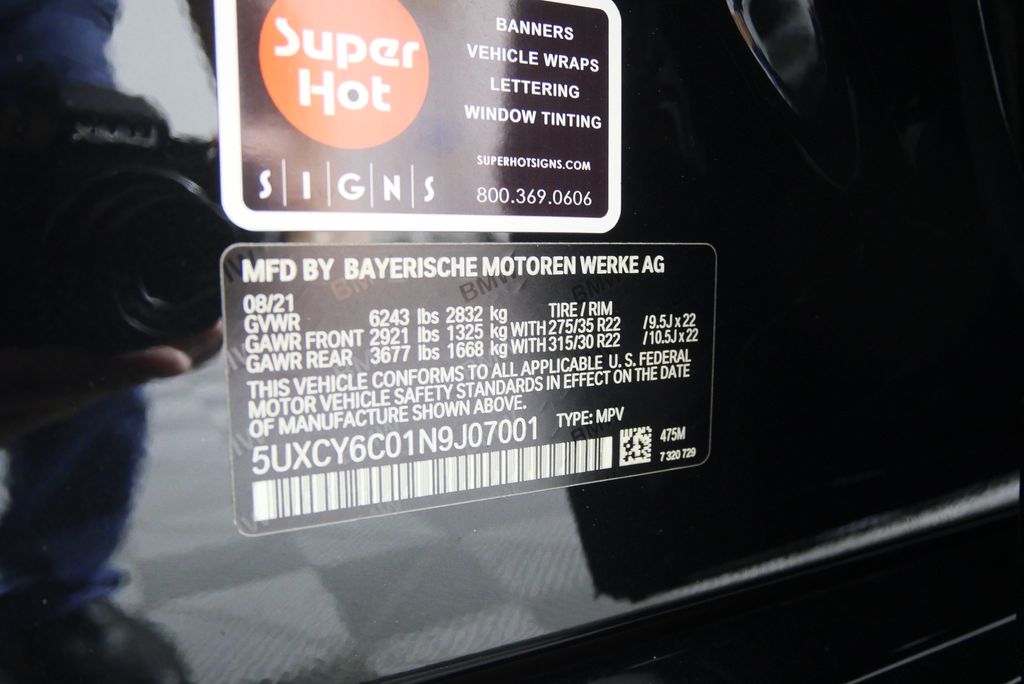 Super
Hot
S|I|G|N|S
BANNERS
VEHICLE WRAPS
LETTERING
WINDOW TINTING
SUPERHOTSIGNS.COM
800.369.0606
MFD BY BAYERISCHE MOTOREN WERKE AG
08/21 TIRE / RIM
GVWR 6243 lbs 2832 kg
GAWR FRONT 2921 lbs 1325 kg WITH 275/35 R22 /9.5J x 22
GAWR REAR 3677 lbs 1668 kg WITH 315/30 R22 /10.5J x 22
THIS VEHICLE CONFORMS TO ALL APPLICABLE U.S. FEDERAL
MOTOR VEHICLE SAFETY STANDARDS IN EFFECT ON THE DATE
OF MANUFACTURE SHOWN ABOVE.
5UXCY6C01N9J07001 TYPE: MPV
475M
7 320 729